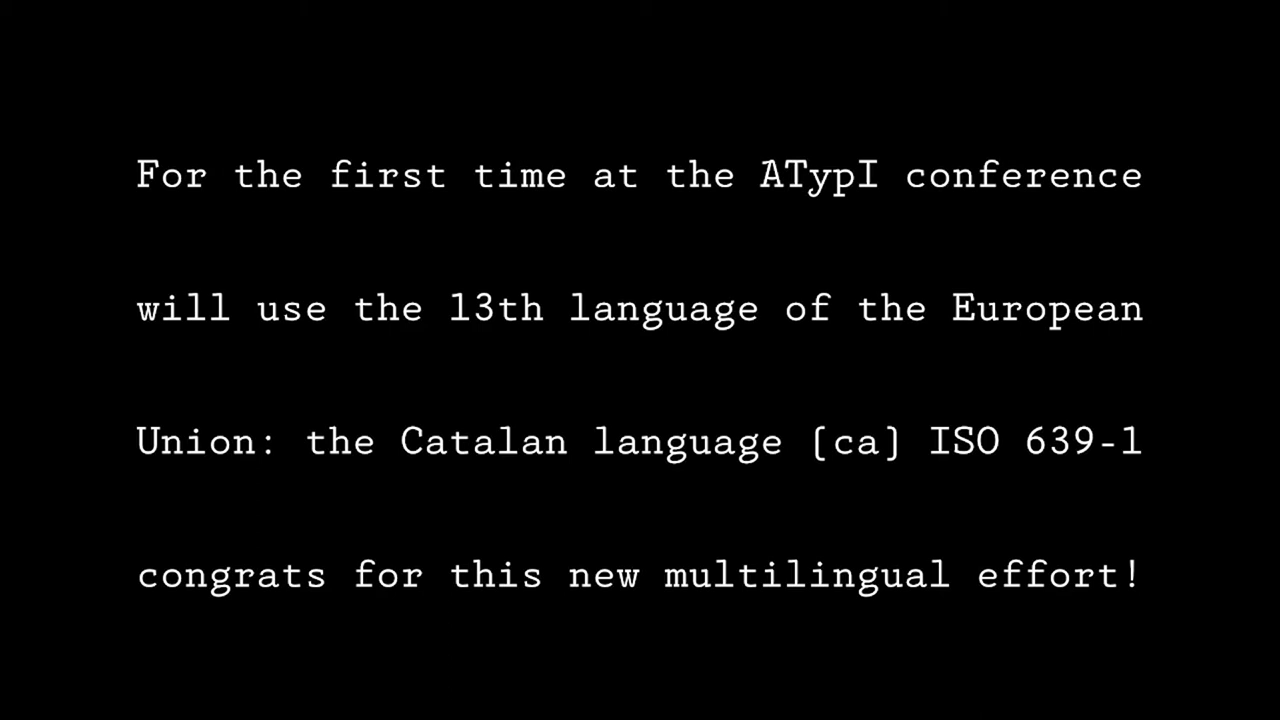 For the first time at the ATypI conference
will use the 13th language of the European
Union: the Catalan language [ca] ISO 639-1
congrats for this new multilingual effort!